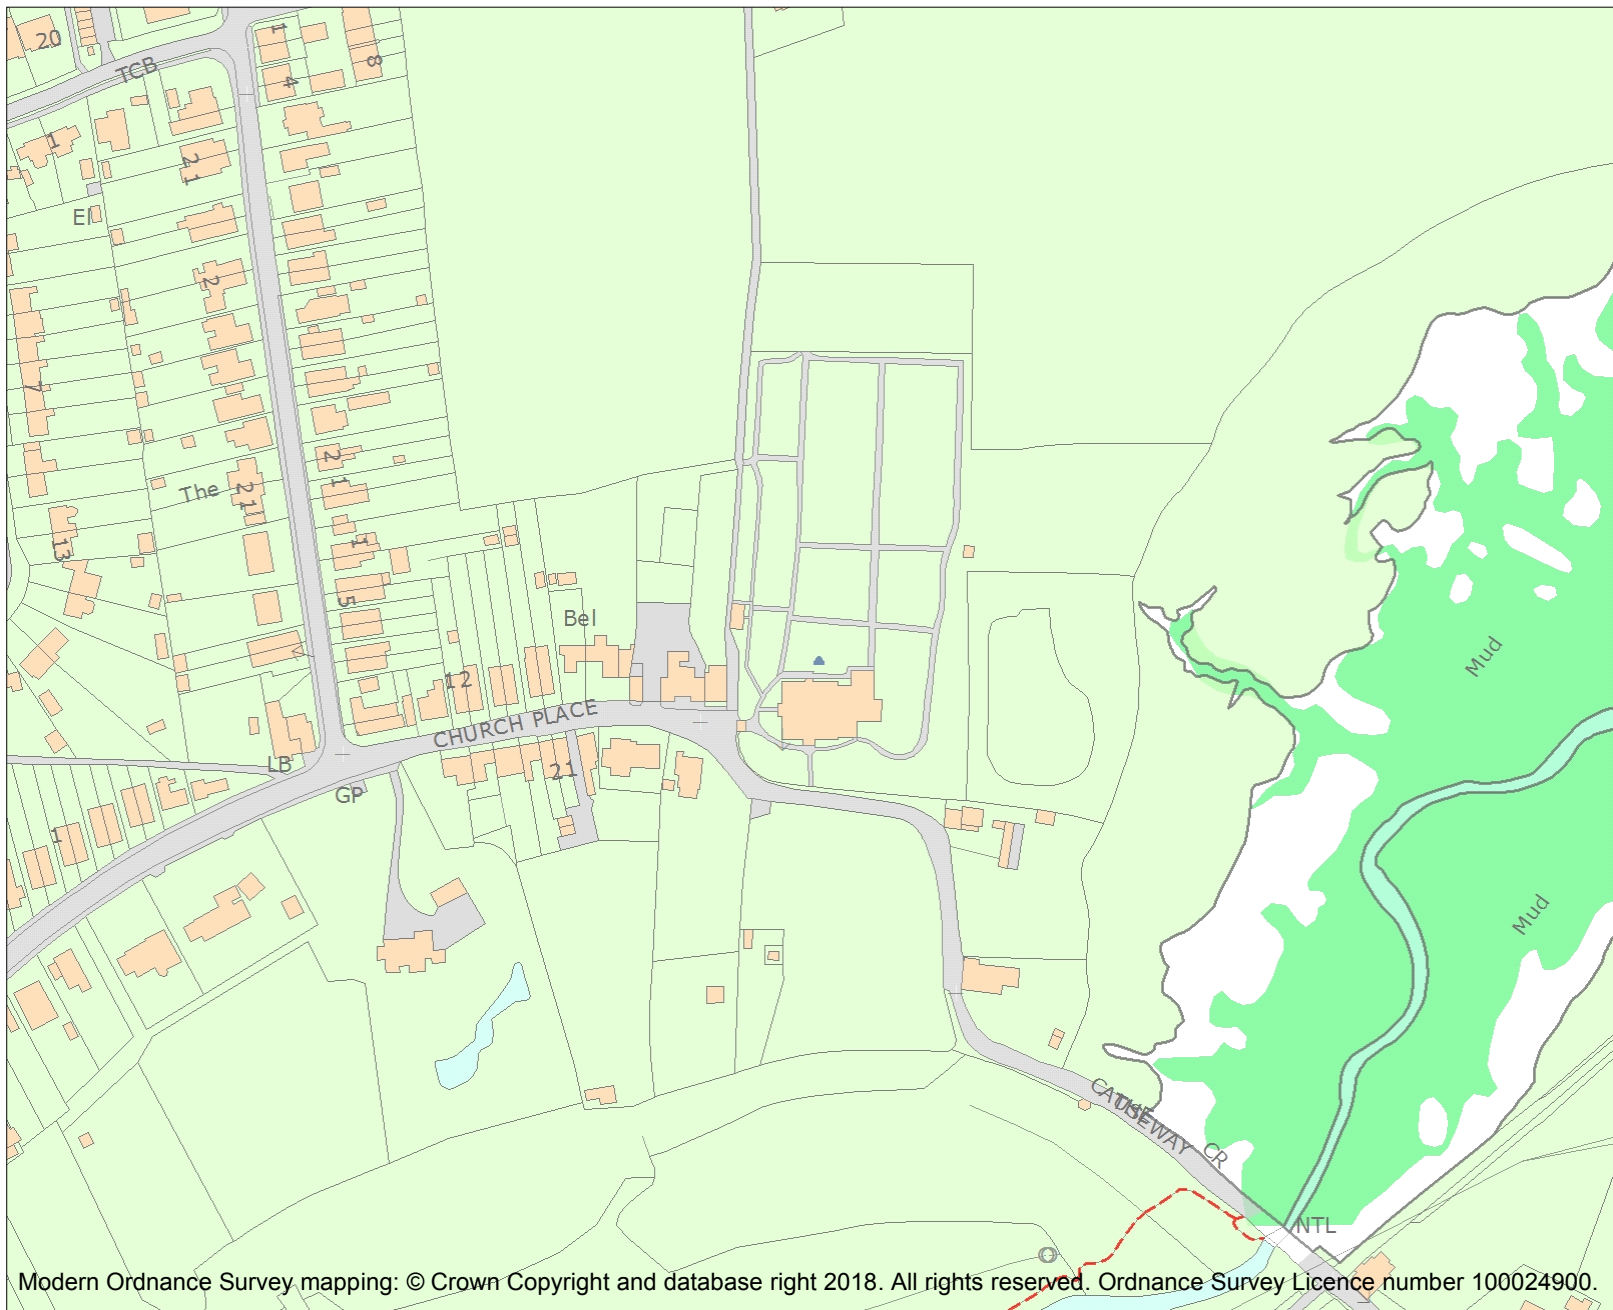 20
1
8
TCB
4
1
21
El
2
7
The
21
21
1
13
5
Bel
12
CHURCH PLACE
LB
21
GP
1
Mud
Mud
CAUSEWAY
CR
NTL
Modern Ordnance Survey mapping: © Crown Copyright and database right 2018. All rights reserved. Ordnance Survey Licence number 100024900.